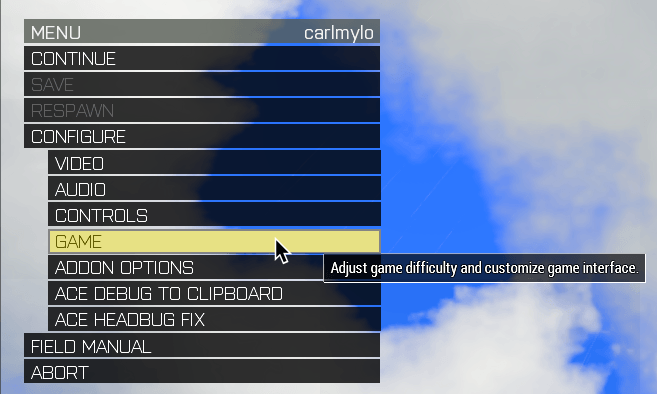 MENU carlmylo
CONTINUE
SAVE
RESPAWN
CONFIGURE
VIDEO
AUDIO
CONTROLS
GAME
ADDON OPTIONS
Adjust game difficulty and customize game interface.
ACE DEBUG TO CLIPBOARD
ACE HEADBUG FIX
FIELD MANUAL
ABORT